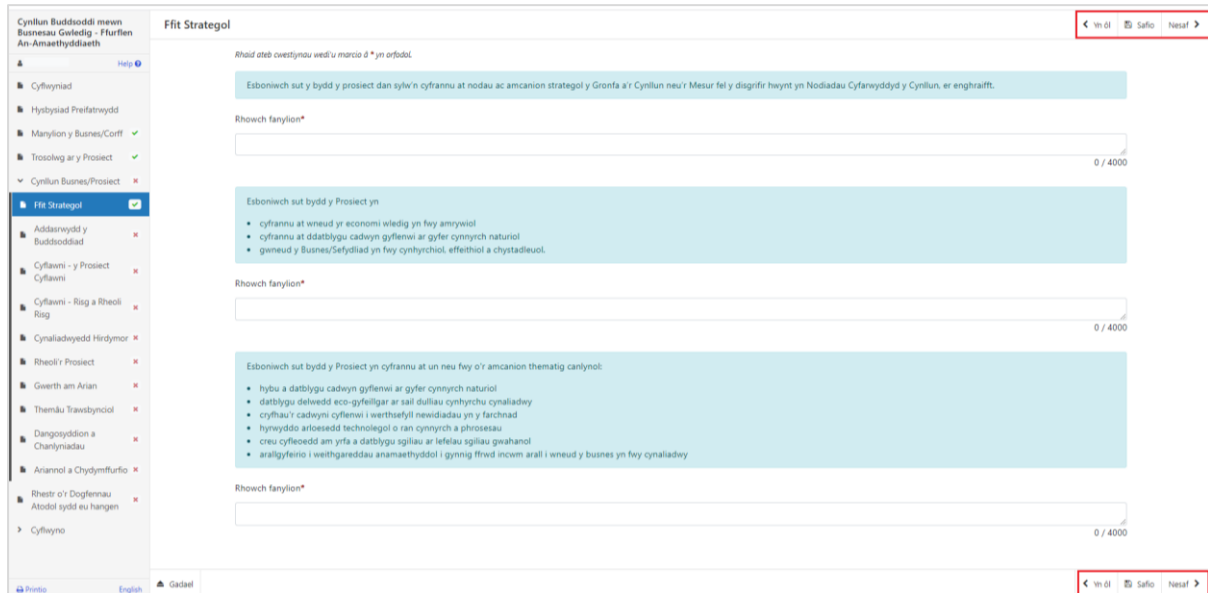 Cynllun Buddsoddi mewn
Busnesau Gwledig - Ffurflen
An-Amaethyddiaeth
Help
Cyflwyniad
Hysbysiad Preifatrwydd
Manylion y Busnes/Corff
Trosolwg ar y Prosiect
Cynllun Busnes/Prosiect
Ffit Strategol
Addasrwydd y
Buddsoddiad
Cyflawni - y Prosiect
Cyflawni
Cyflawni - Risg a Rheoli
Risg
Cynaliadwyedd Hirdymor
Rheoli'r Prosiect
Gwerth am Arian
Themâu Trawsbynciol
Dangosyddion a
Chanlyniadau
Ariannol a Chydymffurfio
Rhestr o'r Dogfennau
Atodol sydd eu hangen
Cyflwyno
Printio English
Ffit Strategol
Yn ôl Safio Nesaf
Rhaid ateb cwestiynau wedi'u marcio â * yn orfodol.
Esboniwch sut y bydd y prosiect dan sylw'n cyfrannu at nodau ac amcanion strategol y Gronfa a'r Cynllun neu'r Mesur fel y disgrifir hwynt yn Nodiadau Cyfarwyddyd y Cynllun, er enghraifft.
Rhowch fanylion*
0 / 4000
Esboniwch sut bydd y Prosiect yn
• cyfrannu at wneud yr economi wledig yn fwy amrywiol
• cyfrannu at ddatblygu cadwyn gyflenwi ar gyfer cynnyrch naturiol
• gwneud y Busnes/Sefydliad yn fwy cynhyrchiol, effeithiol a chystadleuol.
Rhowch fanylion*
0 / 4000
Esboniwch sut bydd y Prosiect yn cyfrannu at un neu fwy o'r amcanion thematig canlynol:
• hybu a datblygu cadwyn gyflenwi ar gyfer cynnyrch naturiol
• datblygu delwedd eco-gyfeillgar ar sail dulliau cynhyrchu cynaliadwy
• cryfhau'r cadwyni cyflenwi i werthsefyll newidiadau yn y farchnad
• hyrwyddo arloesedd technolegol o ran cynnyrch a phrosesau
• creu cyfleoedd am yrfa a datblygu sgiliau ar lefelau sgiliau gwahanol
• arallgyfeirio i weithgareddau anamaethyddol i gynnig ffrwd incwm arall i wneud y busnes yn fwy cynaliadwy
Rhowch fanylion*
0 / 4000
Gadael
Yn ôl Safio Nesaf